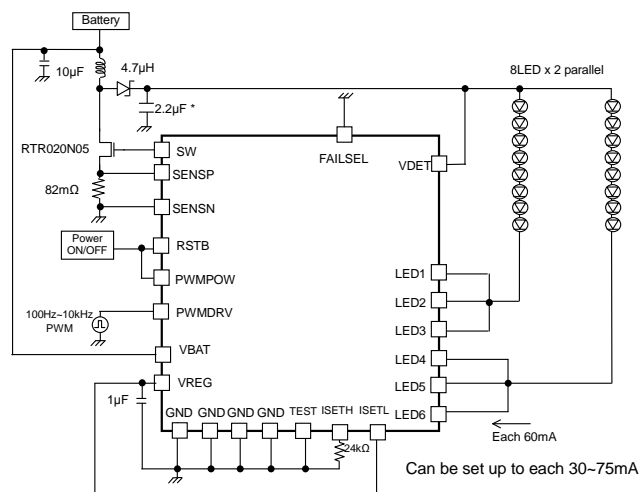 Battery
10μF
4.7μH
2.2μF *
8LED x 2 parallel
RTR020N05
82mΩ
SW
SENSP
SENSN
FAILSEL
VDET
Power
ON/OFF
RSTB
PWMPOW
100Hz~10kHz
PWM
PWMDRV
VBAT
VREG
1μF
LED1
LED2
LED3
LED4
LED5
LED6
GND GND GND GND TEST ISETH ISETL
24kΩ
Each 60mA
Can be set up to each 30~75mA